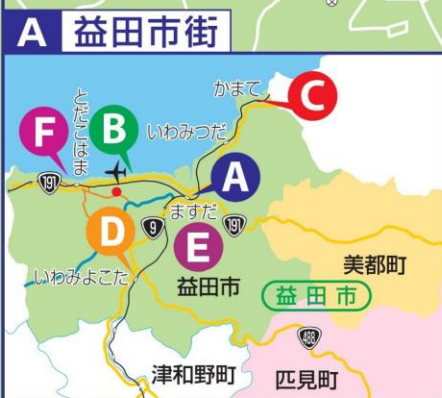 A 益田市街
かまて
C
とだこはま
F
B
いわみつだ
191
A
ますだ
9
191
D
E
美都町
いわみよこた
益田市
益田市
488
津和野町
匹見町